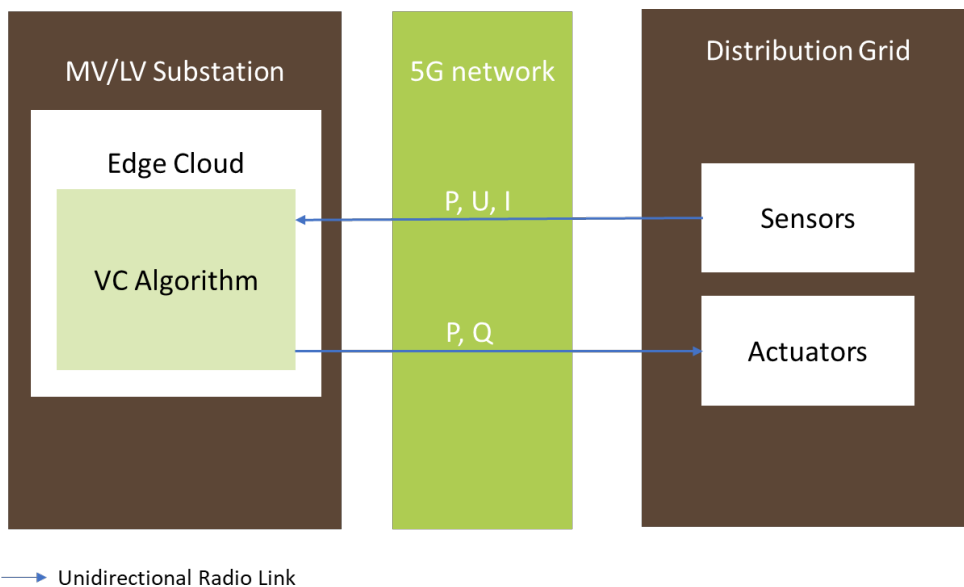 MV/LV Substation
5G network
Distribution Grid
Edge Cloud
P, U, I
Sensors
VC Algorithm
P, Q
Actuators
Unidirectional Radio Link